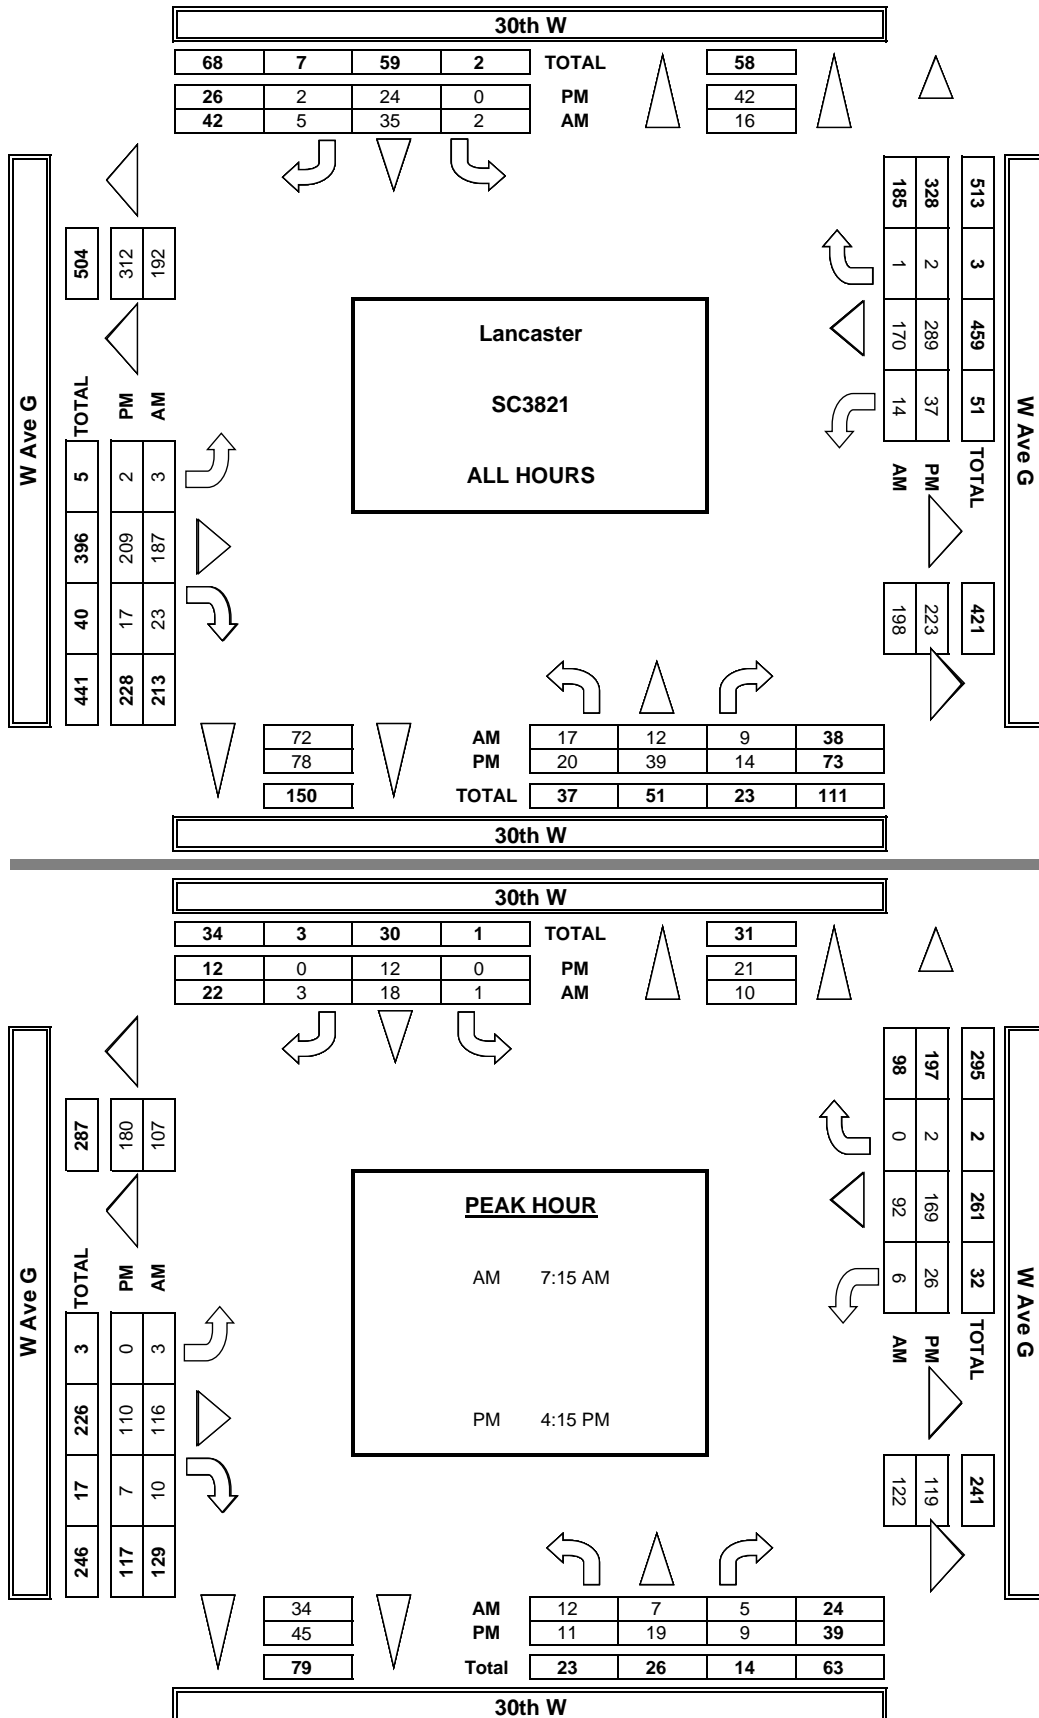 30th W
68 7 59 2 TOTAL 58
26 2 24 0 PM 42
42 5 35 2 AM 16
W Ave G
504 312 192
TOTAL PM AM
5 2 3
396 209 187
40 17 23
441 228 213
Lancaster
SC3821
ALL HOURS
185 328 513
1 2 3
170 289 459
14 37 51
AM PM TOTAL
198 223 421
W Ave G
72 AM 17 12 9 38
78 PM 20 39 14 73
150 TOTAL 37 51 23 111
30th W
30th W
34 3 30 1 TOTAL 31
12 0 12 0 PM 21
22 3 18 1 AM 10
W Ave G
287 180 107
TOTAL PM AM
3 0 3
226 110 116
17 7 10
246 117 129
PEAK HOUR
AM 7:15 AM
PM 4:15 PM
98 197 295
0 2 2
92 169 261
6 26 32
AM PM TOTAL
122 119 241
W Ave G
34 AM 12 7 5 24
45 PM 11 19 9 39
79 Total 23 26 14 63
30th W